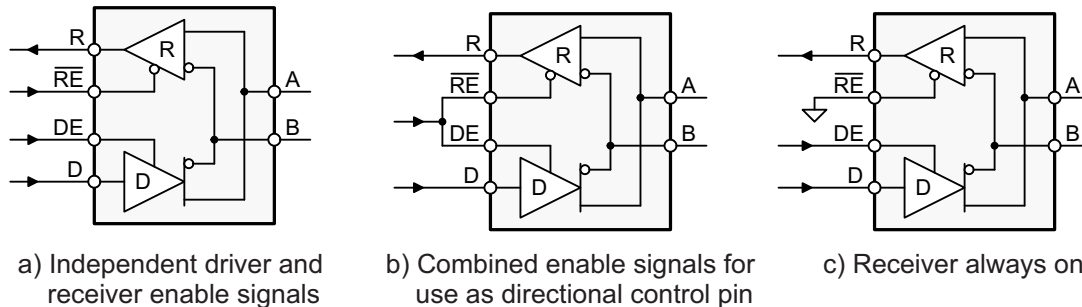 R
R
RE
A
DE
B
D
D
a) Independent driver and
receiver enable signals
R
R
RE
A
DE
B
D
D
b) Combined enable signals for
use as directional control pin
R
R
RE
A
DE
B
D
D
c) Receiver always on